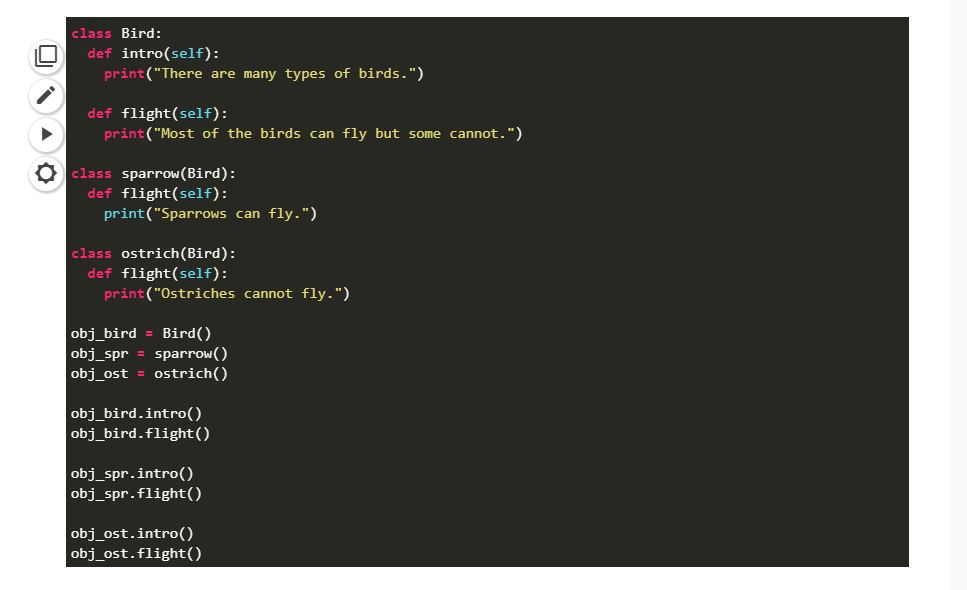 class Bird:
  def intro(self):
    print("There are many types of birds.")

  def flight(self):
    print("Most of the birds can fly but some cannot.")

class sparrow(Bird):
  def flight(self):
    print("Sparrows can fly.")

class ostrich(Bird):
  def flight(self):
    print("Ostriches cannot fly.")

obj_bird = Bird()
obj_spr = sparrow()
obj_ost = ostrich()

obj_bird.intro()
obj_bird.flight()

obj_spr.intro()
obj_spr.flight()

obj_ost.intro()
obj_ost.flight()